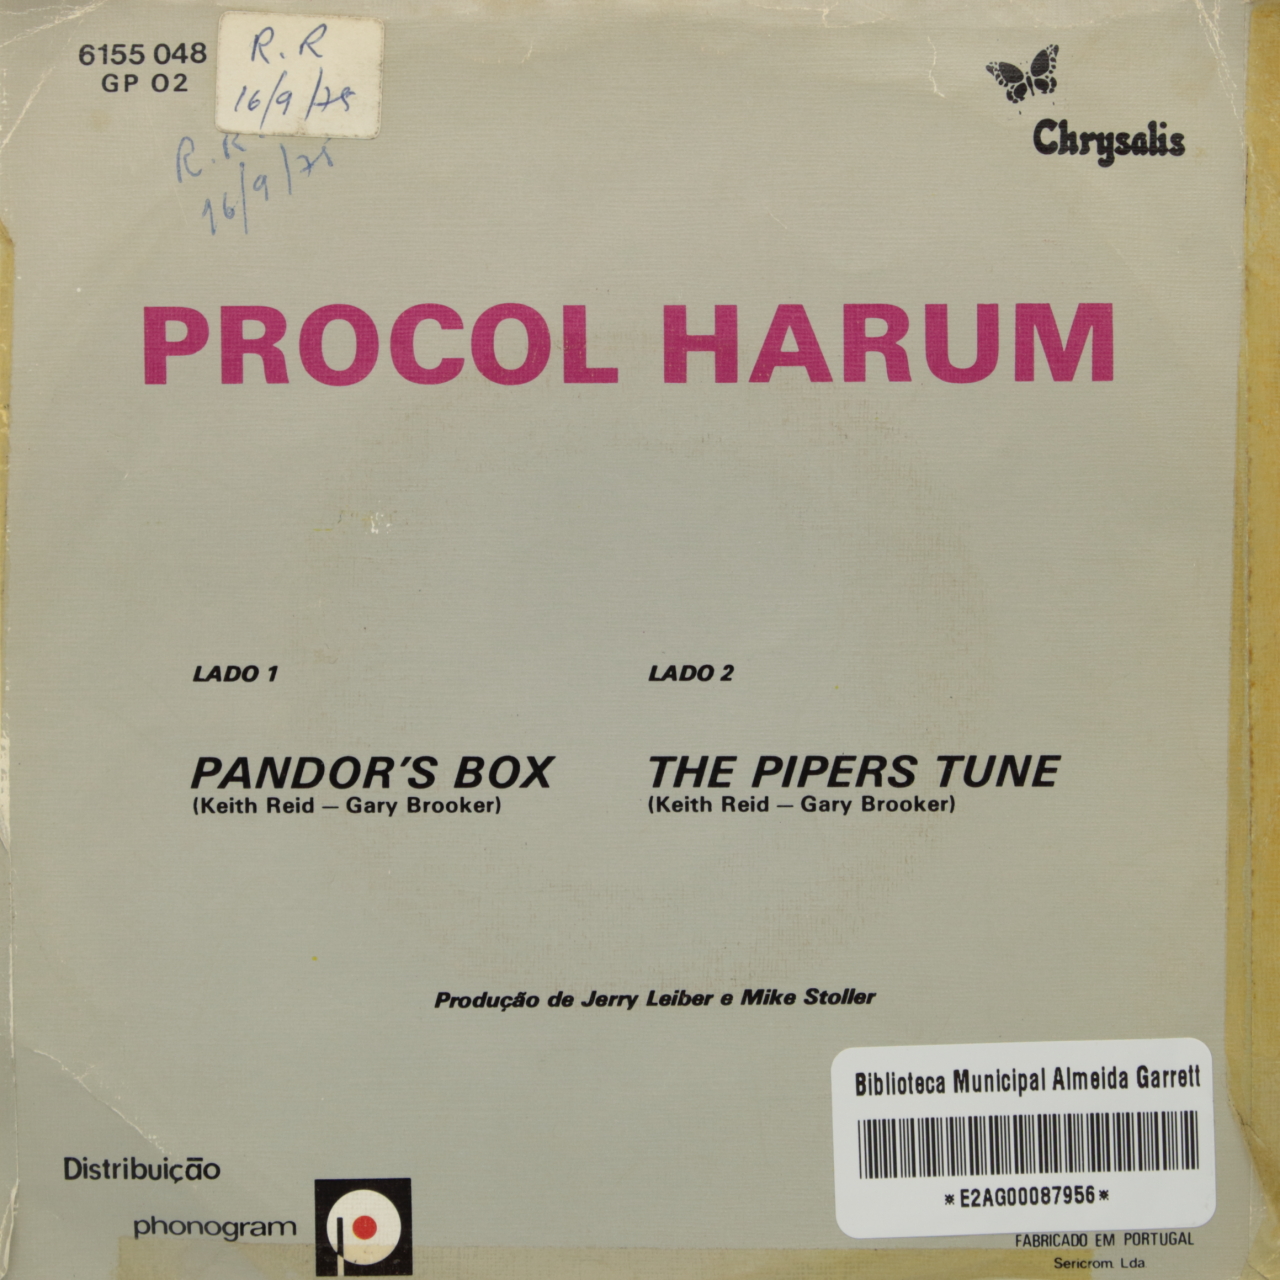 6155 048
GP 02
R. R
16/9/75
R. R
16/9/75
Chrysalis
PROCOL HARUM
LADO 1
PANDOR'S BOX
(Keith Reid — Gary Brooker)
LADO 2
THE PIPERS TUNE
(Keith Reid — Gary Brooker)
Produção de Jerry Leiber e Mike Stoller
Biblioteca Municipal Almeida Garrett
*E2AG00087956*
Distribuição
phonogram
FABRICADO EM PORTUGAL
Sericrom. Lda.